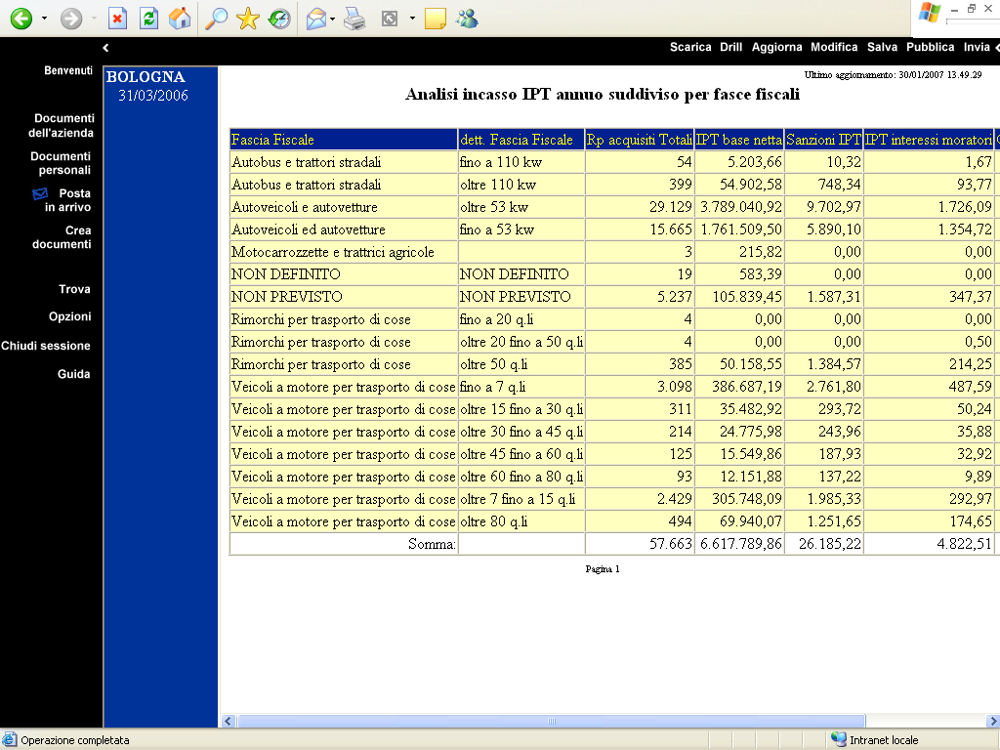 Scarica Drill Aggiorna Modifica Salva Pubblica Invia
Benvenuti
Documenti
dell'azienda
Documenti
personali
Posta
in arrivo
Crea
documenti
Trova
Opzioni
Chiudi sessione
Guida
BOLOGNA
31/03/2006
Ultimo aggiornamento: 30/01/2007 13.49.29
Analisi incasso IPT annuo suddiviso per fasce fiscali
Fascia Fiscale dett. Fascia Fiscale Rp acquisiti Totali IPT base netta Sanzioni IPT IPT interessi moratori
Autobus e trattori stradali fino a 110 kw 54 5.203,66 10,32 1,67
Autobus e trattori stradali oltre 110 kw 399 54.902,58 748,34 93,77
Autoveicoli e autovetture oltre 53 kw 29.129 3.789.040,92 9.702,97 1.726,09
Autoveicoli ed autovetture fino a 53 kw 15.665 1.761.509,50 5.890,10 1.354,72
Motocarrozzette e trattrici agricole 3 215,82 0,00 0,00
NON DEFINITO NON DEFINITO 19 583,39 0,00 0,00
NON PREVISTO NON PREVISTO 5.237 105.839,45 1.587,31 347,37
Rimorchi per trasporto di cose fino a 20 q.li 4 0,00 0,00 0,00
Rimorchi per trasporto di cose oltre 20 fino a 50 q.li 4 0,00 0,00 0,50
Rimorchi per trasporto di cose oltre 50 q.li 385 50.158,55 1.384,57 214,25
Veicoli a motore per trasporto di cose fino a 7 q.li 3.098 386.687,19 2.761,80 487,59
Veicoli a motore per trasporto di cose oltre 15 fino a 30 q.li 311 35.482,92 293,72 50,24
Veicoli a motore per trasporto di cose oltre 30 fino a 45 q.li 214 24.775,98 243,96 35,88
Veicoli a motore per trasporto di cose oltre 45 fino a 60 q.li 125 15.549,86 187,93 32,92
Veicoli a motore per trasporto di cose oltre 60 fino a 80 q.li 93 12.151,88 137,22 9,89
Veicoli a motore per trasporto di cose oltre 7 fino a 15 q.li 2.429 305.748,09 1.985,33 292,97
Veicoli a motore per trasporto di cose oltre 80 q.li 494 69.940,07 1.251,65 174,65
Somma: 57.663 6.617.789,86 26.185,22 4.822,51
Pagina 1
Operazione completata
Intranet locale